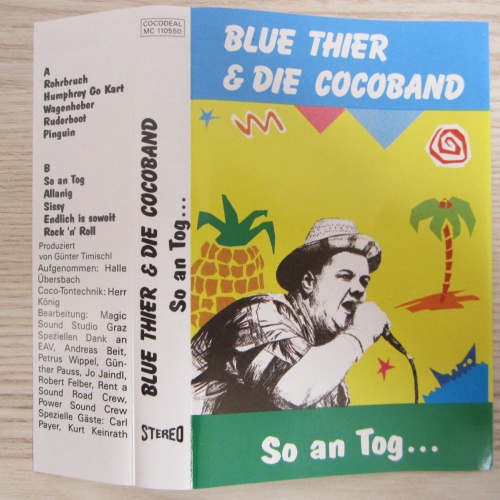 A
Rohrbruch
Humphrey Go Kart
Wagenheber
Ruderboot
Pinguin
B
So an Tog
Allanig
Sissy
Endlich is soweit
Rock 'n' Roll
Produziert
von Günter Timischl
Aufgenommen: Halle
Übersbach
Coco-Tontechnik: Herr
König
Bearbeitung: Magic
Sound Studio Graz
Speziellen Dank an
EAV, Andreas Beit,
Petrus Wippel, Gün-
ther Pauss, Jo Jaindl,
Robert Felber, Rent a
Sound Road Crew,
Power Sound Crew
Spezielle Gäste: Carl
Payer, Kurt Keinrath
COCODEAL
MC 110550
BLUE THIER & DIE COCOBAND
So an Tog...
STEREO
BLUE THIER
& DIE COCOBAND
So an Tog...